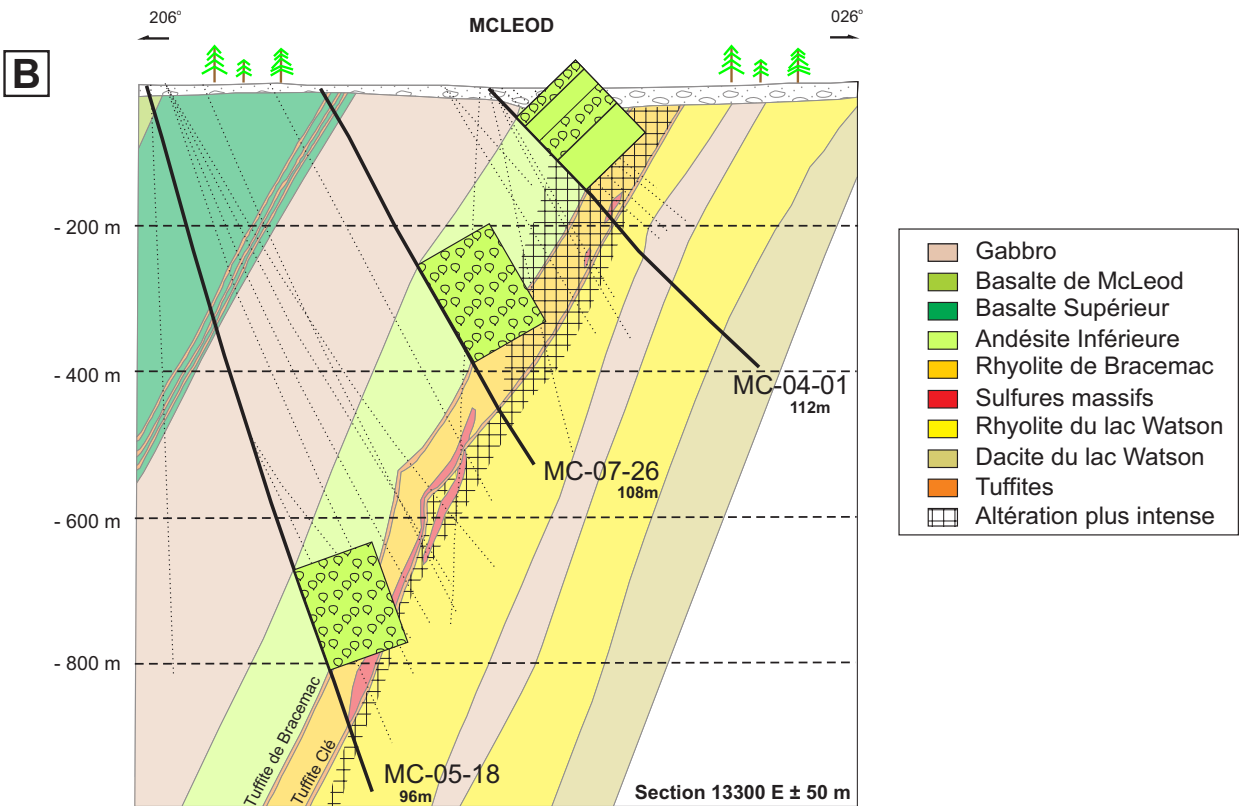 206°
MCLEOD
026°
B
- 200 m
- 400 m
- 600 m
- 800 m
MC-04-01
112m
MC-07-26
108m
MC-05-18
96m
Tuffite de Bracemac
Tuffite Clé
Section 13300 E ± 50 m
Gabbro
Basalte de McLeod
Basalte Supérieur
Andésite Inférieure
Rhyolite de Bracemac
Sulfures massifs
Rhyolite du lac Watson
Dacite du lac Watson
Tuffites
Altération plus intense